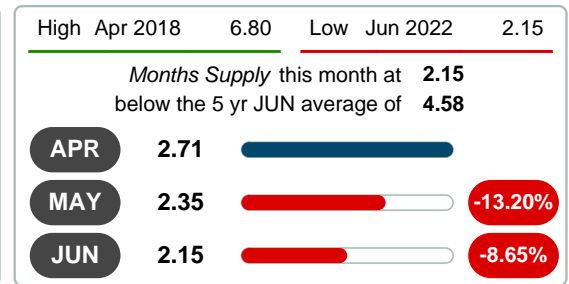 High Apr 2018 6.80 Low Jun 2022 2.15
Months Supply this month at 2.15
below the 5 yr JUN average of 4.58
APR 2.71
MAY 2.35 -13.20%
JUN 2.15 -8.65%